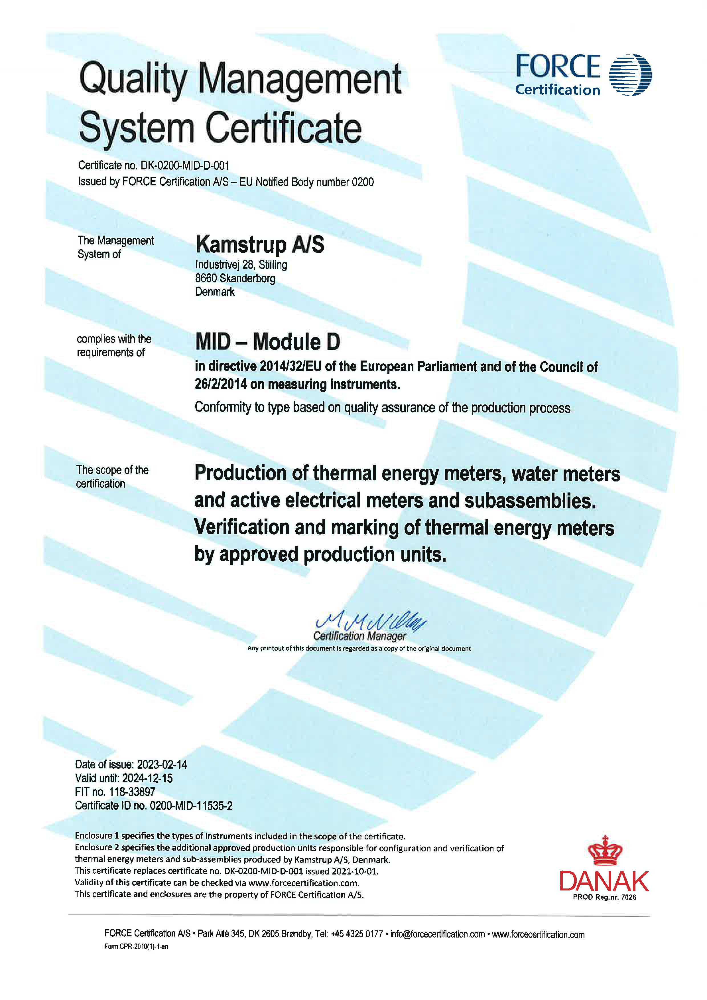 Quality Management
System Certificate
FORCE
Certification
Certificate no. DK-0200-MID-D-001
Issued by FORCE Certification A/S – EU Notified Body number 0200
The Management
System of
Kamstrup A/S
Industrivej 28, Stilling
8660 Skanderborg
Denmark
complies with the
requirements of
MID – Module D
in directive 2014/32/EU of the European Parliament and of the Council of
26/2/2014 on measuring instruments.
Conformity to type based on quality assurance of the production process
The scope of the
certification
Production of thermal energy meters, water meters
and active electrical meters and subassemblies.
Verification and marking of thermal energy meters
by approved production units.
Certification Manager
Any printout of this document is regarded as a copy of the original document
Date of issue: 2023-02-14
Valid until: 2024-12-15
FIT no. 118-33897
Certificate ID no. 0200-MID-11535-2
Enclosure 1 specifies the types of instruments included in the scope of the certificate.
Enclosure 2 specifies the additional approved production units responsible for configuration and verification of
thermal energy meters and sub-assemblies produced by Kamstrup A/S, Denmark.
This certificate replaces certificate no. DK-0200-MID-D-001 issued 2021-10-01.
Validity of this certificate can be checked via www.forcecertification.com.
This certificate and enclosures are the property of FORCE Certification A/S.
DANAK
PROD Reg.nr. 7026
FORCE Certification A/S • Park Allé 345, DK 2605 Brøndby, Tel: +45 4325 0177 • info@forcecertification.com • www.forcecertification.com
Form CPR-2010(1)-1-en